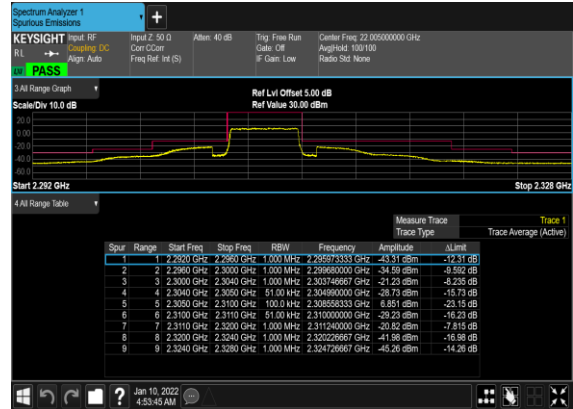 Spectrum Analyzer 1
Spurious Emissions
KEYSIGHT Input: RF Input Z: 50 Ω Atten: 40 dB Trig: Free Run Center Freq: 22.005000000 GHz
RL Coupling: DC Corr CCorr Gate: Off Avg|Hold: 100/100
Align: Auto Freq Ref: Int (S) IF Gain: Low Radio Std: None
PASS
3 All Range Graph Ref Lvl Offset 5.00 dB
Scale/Div 10.0 dB Ref Value 30.00 dBm
20.0
0.00
-20.0
-40.0
-60.0
Start 2.292 GHz Stop 2.328 GHz
4 All Range Table
Measure Trace Trace 1
Trace Type Trace Average (Active)
Spur Range Start Freq Stop Freq RBW Frequency Amplitude ΔLimit
1 1 2.2920 GHz 2.2960 GHz 1.000 MHz 2.295973333 GHz -43.31 dBm -12.31 dB
2 2 2.2960 GHz 2.3000 GHz 1.000 MHz 2.299680000 GHz -34.59 dBm -9.592 dB
3 3 2.3000 GHz 2.3040 GHz 1.000 MHz 2.303746667 GHz -21.23 dBm -8.235 dB
4 4 2.3040 GHz 2.3050 GHz 51.00 kHz 2.304990000 GHz -28.73 dBm -15.73 dB
5 5 2.3050 GHz 2.3100 GHz 100.0 kHz 2.308558333 GHz 6.851 dBm -23.15 dB
6 6 2.3100 GHz 2.3110 GHz 51.00 kHz 2.310000000 GHz -29.23 dBm -16.23 dB
7 7 2.3110 GHz 2.3200 GHz 1.000 MHz 2.311240000 GHz -20.82 dBm -7.815 dB
8 8 2.3200 GHz 2.3240 GHz 1.000 MHz 2.320226667 GHz -41.98 dBm -16.98 dB
9 9 2.3240 GHz 2.3280 GHz 1.000 MHz 2.324726667 GHz -45.26 dBm -14.26 dB
? Jan 10, 2022
4:53:45 AM